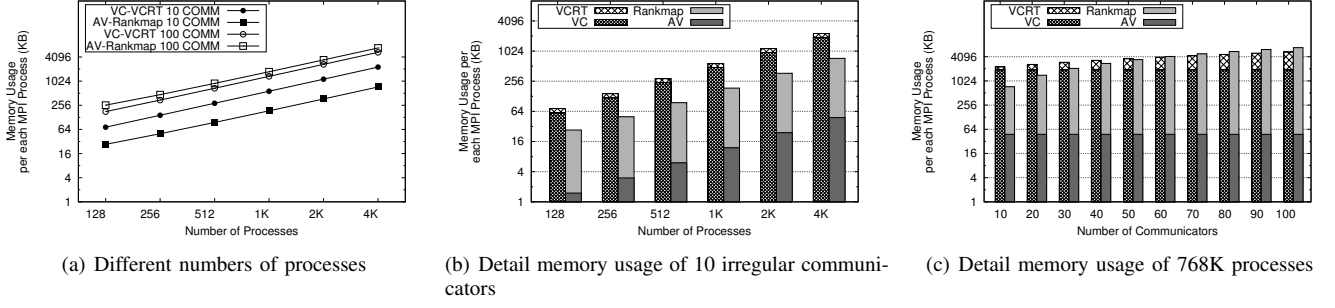 VC-VCRT 10 COMM
AV-Rankmap 10 COMM
VC-VCRT 100 COMM
AV-Rankmap 100 COMM
Memory Usage
per each MPI Process (KB)
4096
1024
256
64
16
4
1
128 256 512 1K 2K 4K
Number of Processes
(a) Different numbers of processes
VCRT Rankmap
VC AV
Memory Usage per
each MPI Process (KB)
4096
1024
256
64
16
4
1
128 256 512 1K 2K 4K
Number of Processes
(b) Detail memory usage of 10 irregular communi-
cators
VCRT Rankmap
VC AV
Memory Usage
per each MPI Process (KB)
4096
1024
256
64
16
4
1
10 20 30 40 50 60 70 80 90 100
Number of Communicators
(c) Detail memory usage of 768K processes